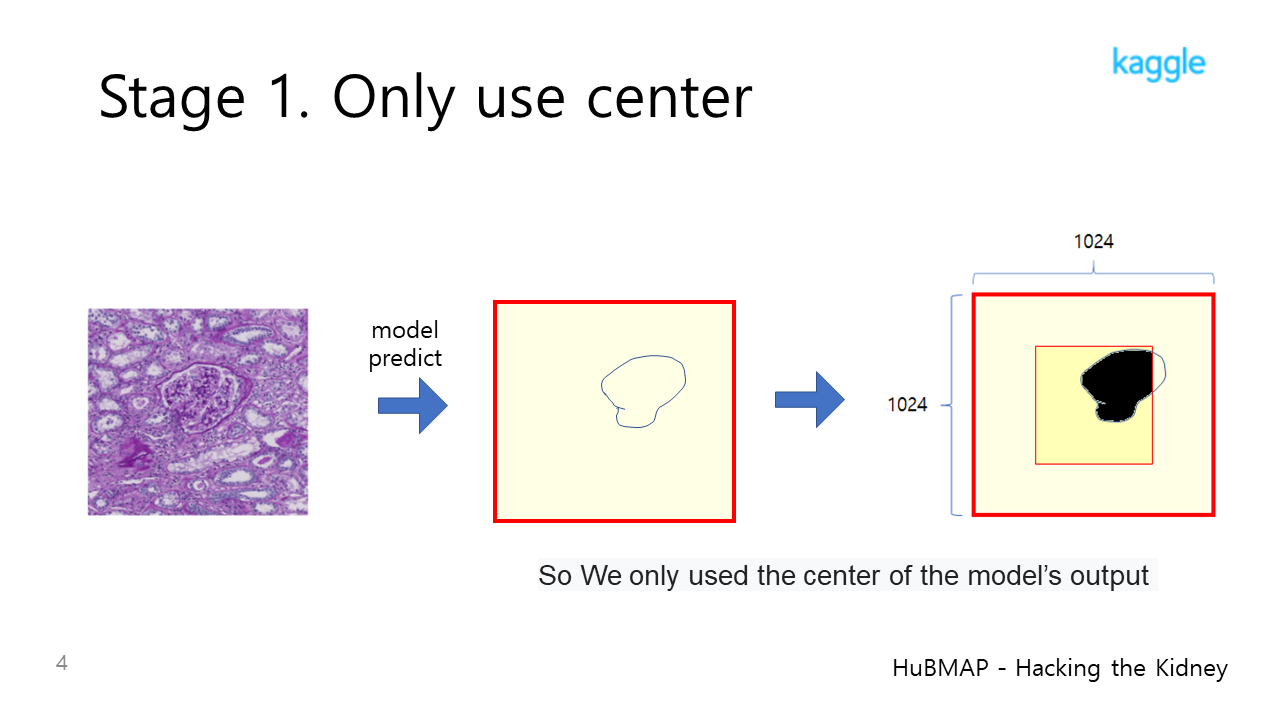 kaggle
Stage 1. Only use center
1024
model
predict
1024
So We only used the center of the model’s output
4
HuBMAP - Hacking the Kidney